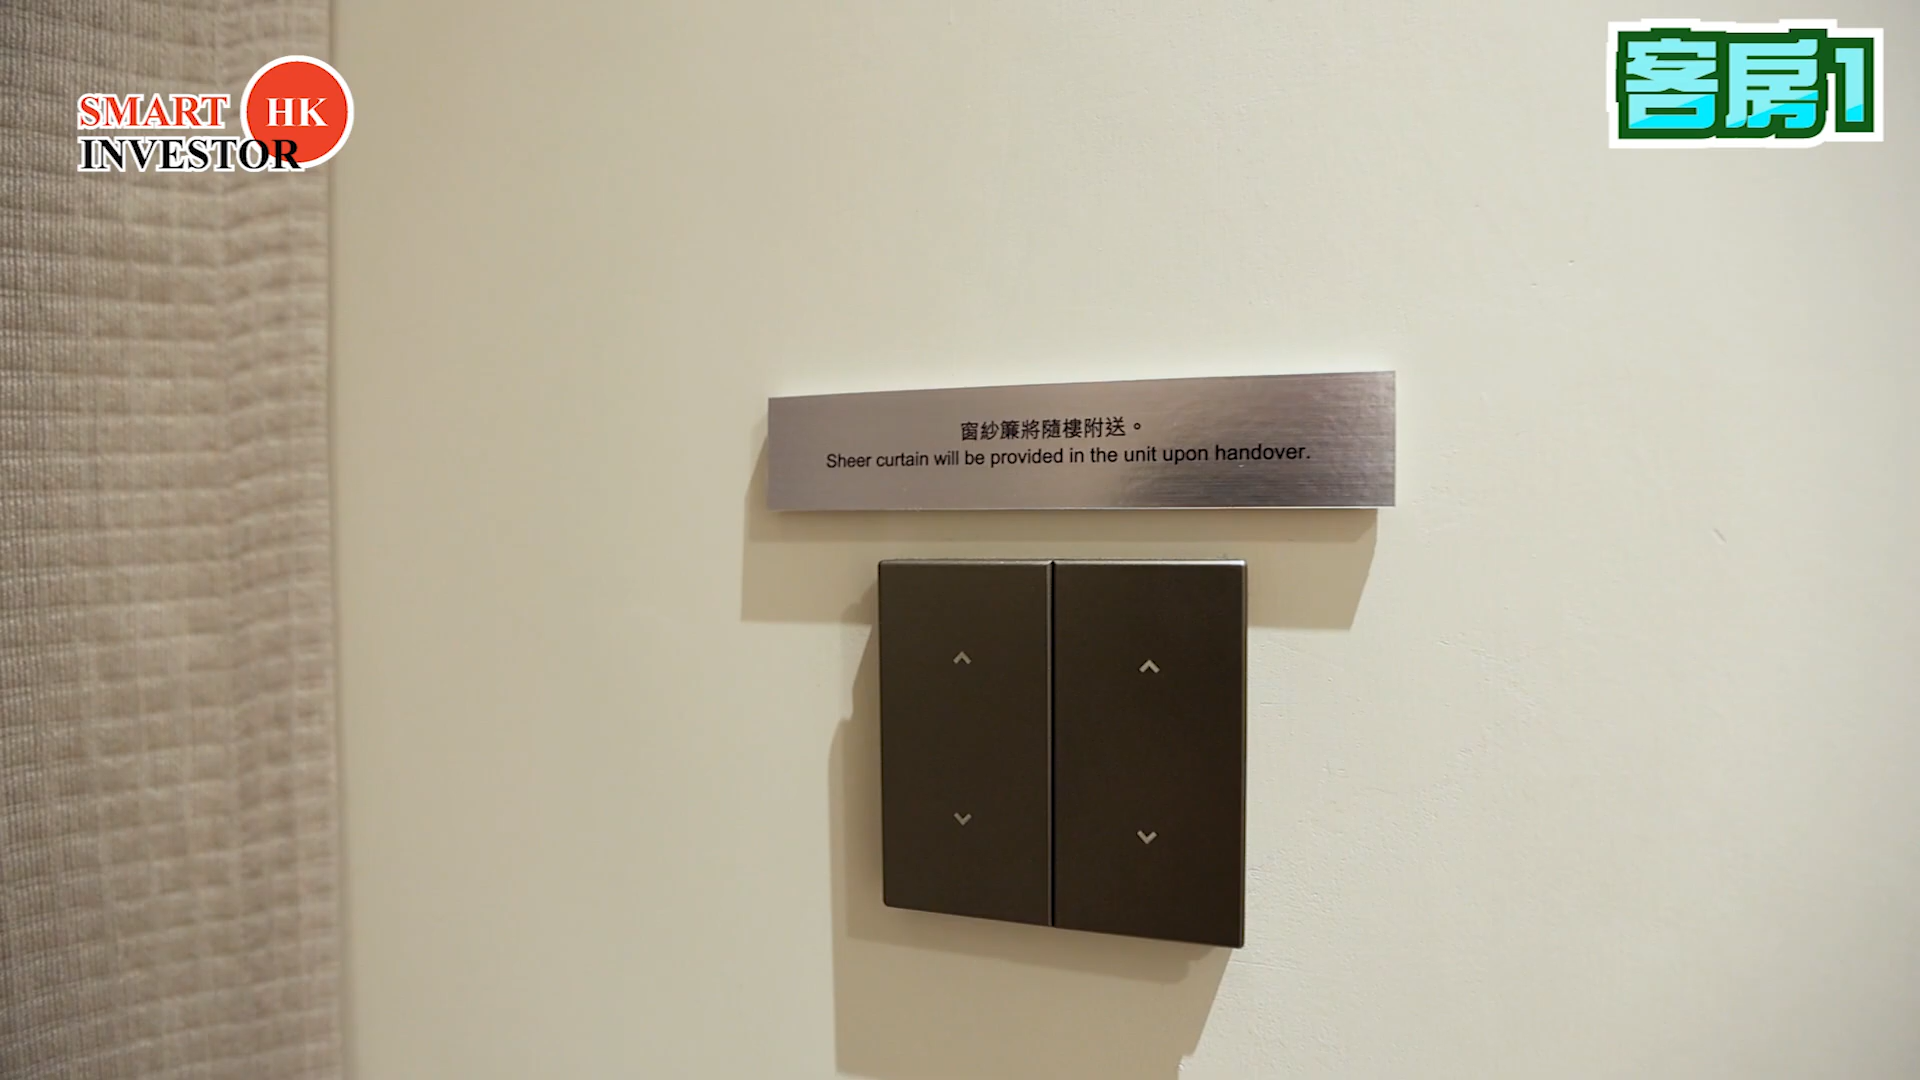 SMART HK
INVESTOR
客房1
窗紗簾將隨樓附送。
Sheer curtain will be provided in the unit upon handover.